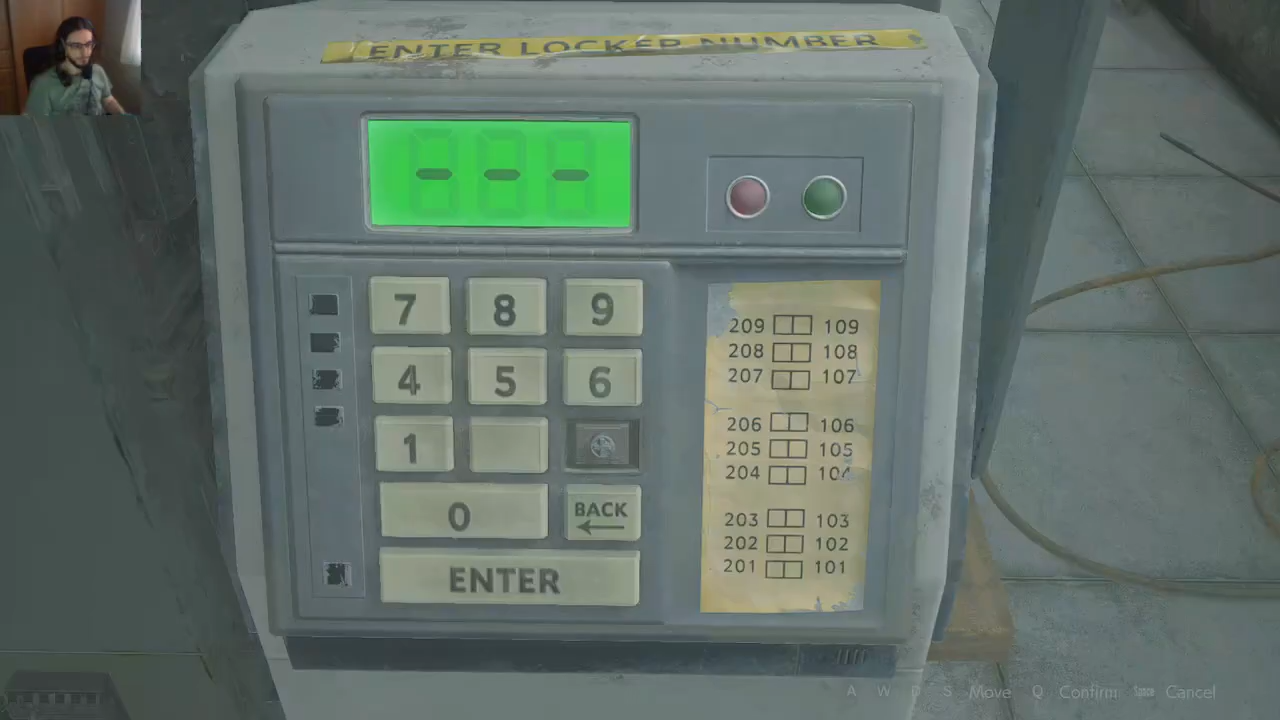 ENTER LOCKER NUMBER
---
7 8 9
4 5 6
1
0 BACK
ENTER
209 109
208 108
207 107
206 106
205 105
204 104
203 103
202 102
201 101
A W D S Move Q Confirm Space Cancel